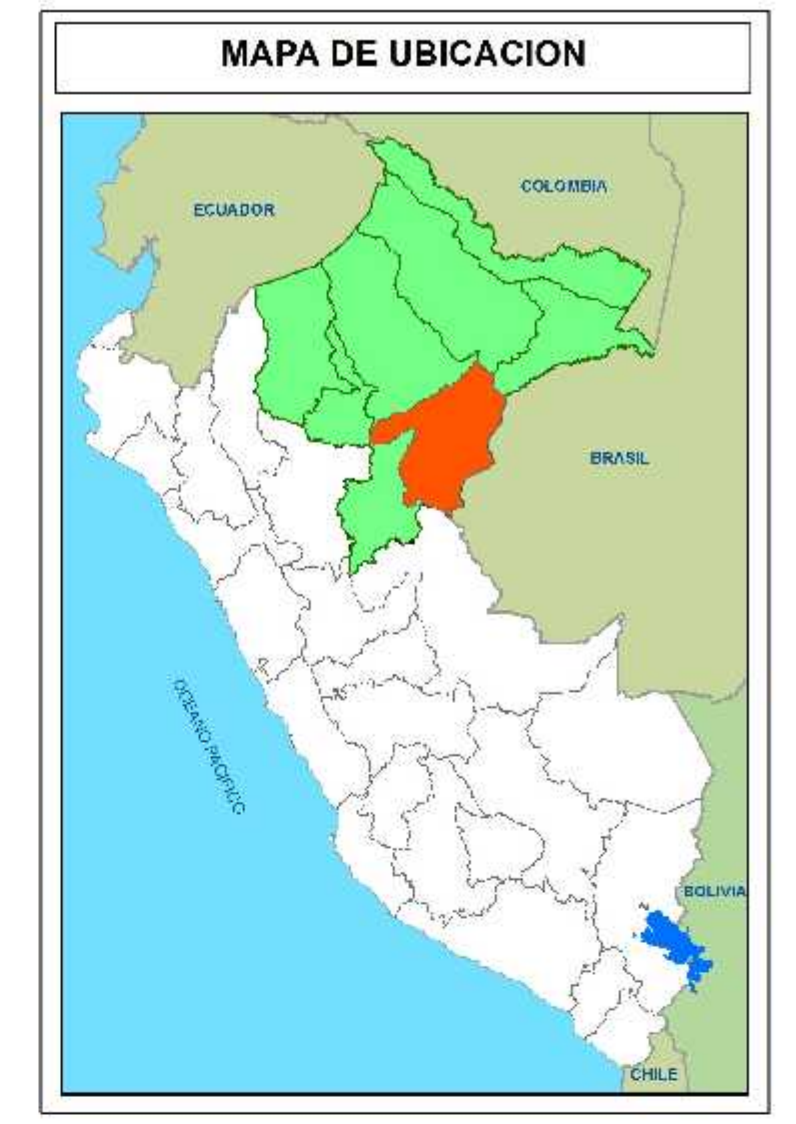 MAPA DE UBICACION
COLOMBIA
ECUADOR
BRASIL
OCEANO PACIFICO
BOLIVIA
CHILE